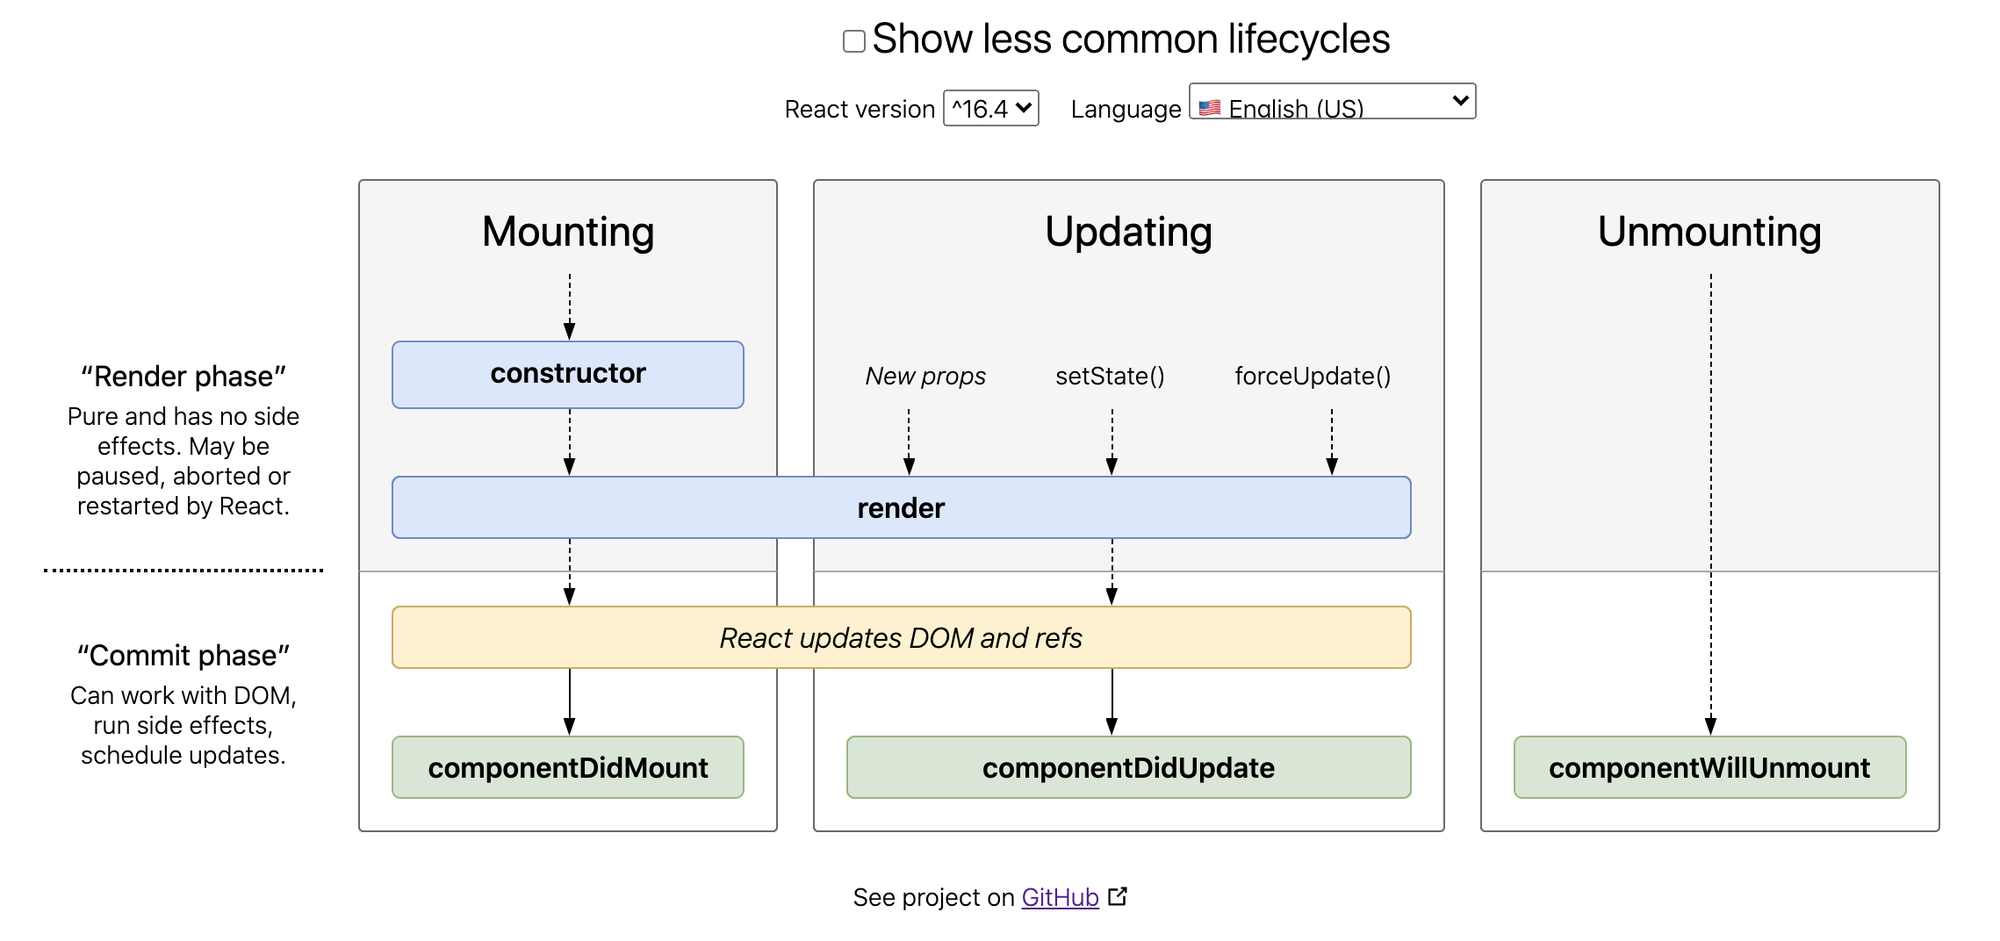 Show less common lifecycles
React version ^16.4 Language 🇺🇸 English (US)
Mounting
Updating
Unmounting
“Render phase”
Pure and has no side
effects. May be
paused, aborted or
restarted by React.
constructor
New props
setState()
forceUpdate()
render
“Commit phase”
Can work with DOM,
run side effects,
schedule updates.
React updates DOM and refs
componentDidMount
componentDidUpdate
componentWillUnmount
See project on GitHub